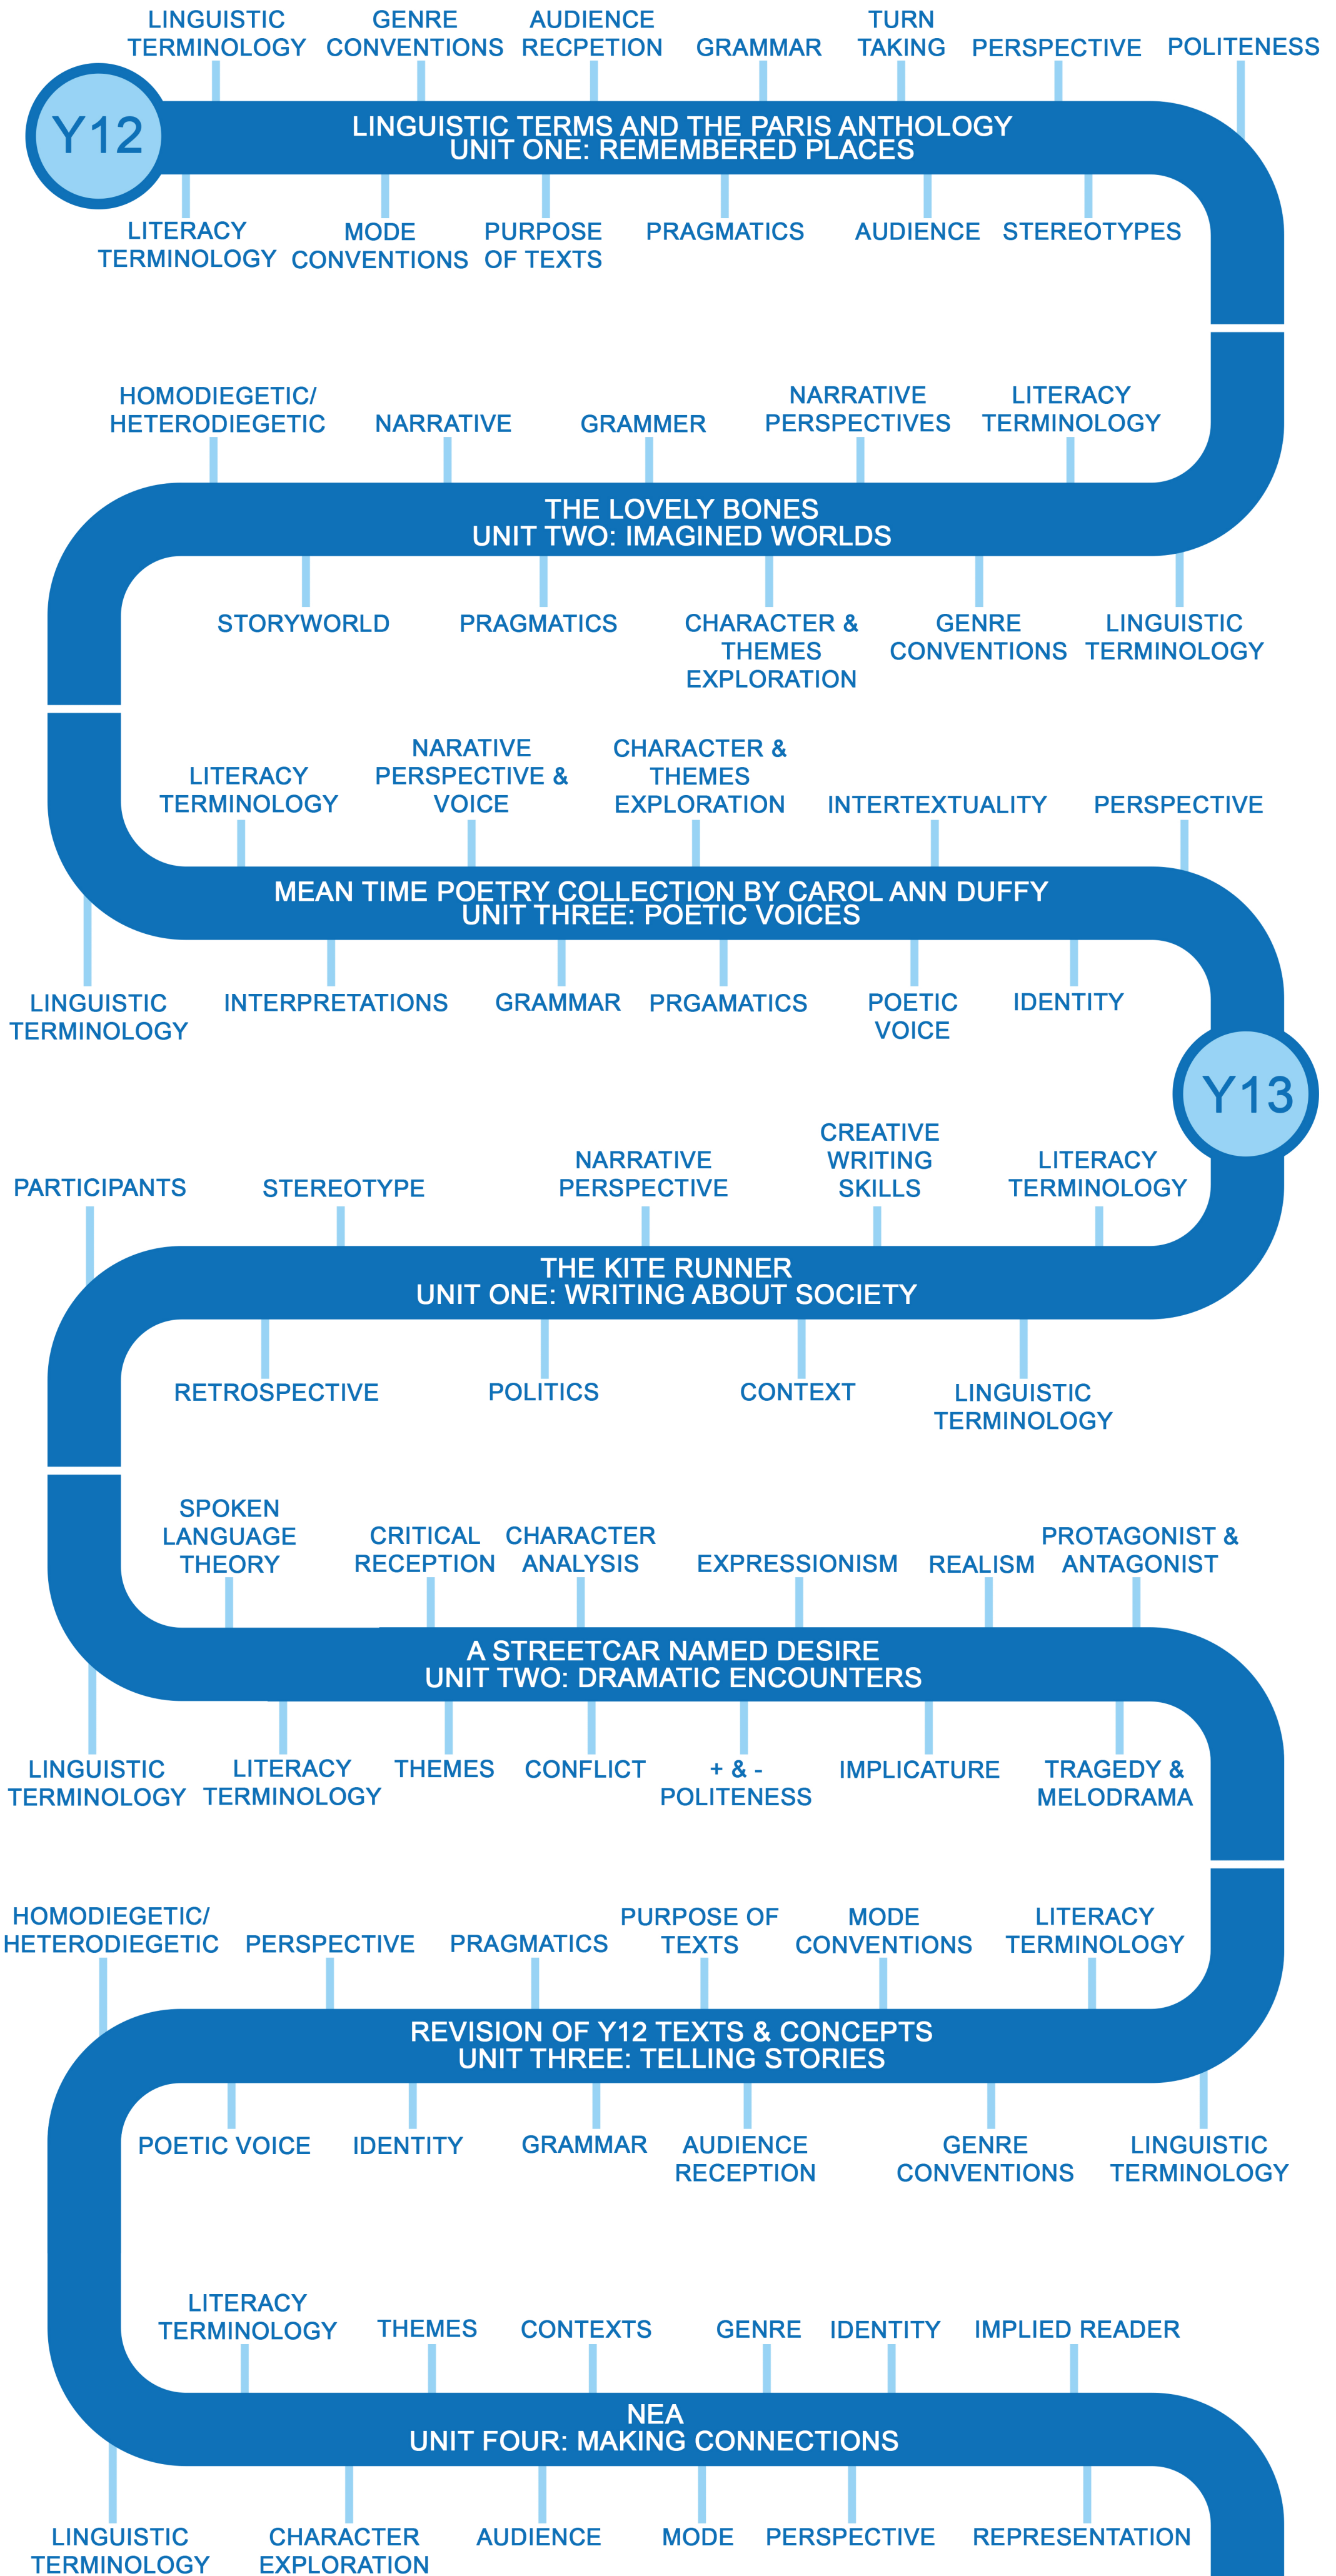 LINGUISTIC
TERMINOLOGY
GENRE
CONVENTIONS
AUDIENCE
RECPETION
GRAMMAR
TURN
TAKING
PERSPECTIVE
POLITENESS
Y12
LINGUISTIC TERMS AND THE PARIS ANTHOLOGY
UNIT ONE: REMEMBERED PLACES
LITERACY
TERMINOLOGY
MODE
CONVENTIONS
PURPOSE
OF TEXTS
PRAGMATICS
AUDIENCE
STEREOTYPES
HOMODIEGETIC/
HETERODIEGETIC
NARRATIVE
GRAMMER
NARRATIVE
PERSPECTIVES
LITERACY
TERMINOLOGY
THE LOVELY BONES
UNIT TWO: IMAGINED WORLDS
STORYWORLD
PRAGMATICS
CHARACTER &
THEMES
EXPLORATION
GENRE
CONVENTIONS
LINGUISTIC
TERMINOLOGY
LITERACY
TERMINOLOGY
NARATIVE
PERSPECTIVE &
VOICE
CHARACTER &
THEMES
EXPLORATION
INTERTEXTUALITY
PERSPECTIVE
MEAN TIME POETRY COLLECTION BY CAROL ANN DUFFY
UNIT THREE: POETIC VOICES
LINGUISTIC
TERMINOLOGY
INTERPRETATIONS
GRAMMAR
PRGAMATICS
POETIC
VOICE
IDENTITY
Y13
PARTICIPANTS
STEREOTYPE
NARRATIVE
PERSPECTIVE
CREATIVE
WRITING
SKILLS
LITERACY
TERMINOLOGY
THE KITE RUNNER
UNIT ONE: WRITING ABOUT SOCIETY
RETROSPECTIVE
POLITICS
CONTEXT
LINGUISTIC
TERMINOLOGY
SPOKEN
LANGUAGE
THEORY
CRITICAL
RECEPTION
CHARACTER
ANALYSIS
EXPRESSIONISM
REALISM
PROTAGONIST &
ANTAGONIST
A STREETCAR NAMED DESIRE
UNIT TWO: DRAMATIC ENCOUNTERS
LINGUISTIC
TERMINOLOGY
LITERACY
TERMINOLOGY
THEMES
CONFLICT
+ & -
POLITENESS
IMPLICATURE
TRAGEDY &
MELODRAMA
HOMODIEGETIC/
HETERODIEGETIC
PERSPECTIVE
PRAGMATICS
PURPOSE OF
TEXTS
MODE
CONVENTIONS
LITERACY
TERMINOLOGY
REVISION OF Y12 TEXTS & CONCEPTS
UNIT THREE: TELLING STORIES
POETIC VOICE
IDENTITY
GRAMMAR
AUDIENCE
RECEPTION
GENRE
CONVENTIONS
LINGUISTIC
TERMINOLOGY
LITERACY
TERMINOLOGY
THEMES
CONTEXTS
GENRE
IDENTITY
IMPLIED READER
NEA
UNIT FOUR: MAKING CONNECTIONS
LINGUISTIC
TERMINOLOGY
CHARACTER
EXPLORATION
AUDIENCE
MODE
PERSPECTIVE
REPRESENTATION